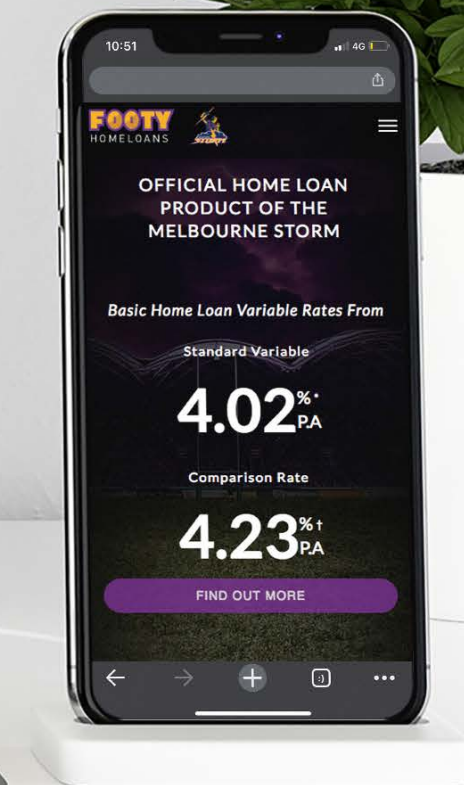 10:51
4G
FOOTY
HOMELOANS
STORM
OFFICIAL HOME LOAN
PRODUCT OF THE
MELBOURNE STORM
Basic Home Loan Variable Rates From
Standard Variable
4.02%* P.A
Comparison Rate
4.23%† P.A
FIND OUT MORE
:)